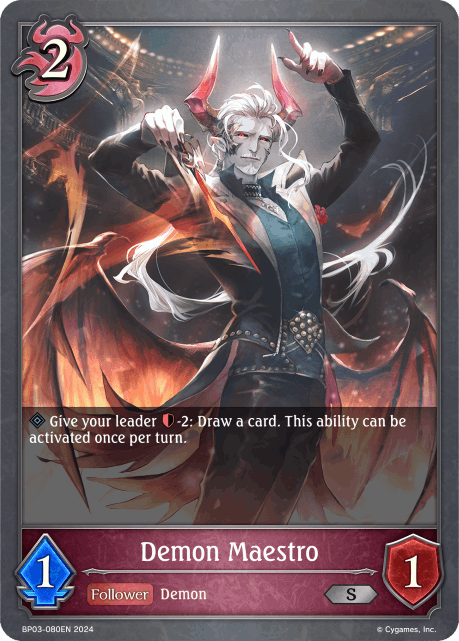 2
Give your leader -2: Draw a card. This ability can be
activated once per turn.
Demon Maestro
1
Follower Demon
S
1
BP03-080EN 2024
© Cygames, Inc.